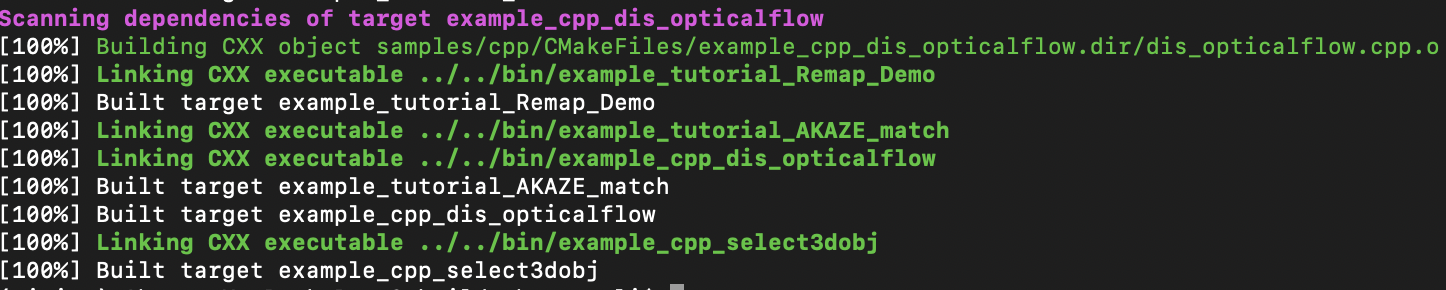 Scanning dependencies of target example_cpp_dis_opticalflow
[100%] Building CXX object samples/cpp/CMakeFiles/example_cpp_dis_opticalflow.dir/dis_opticalflow.cpp.o
[100%] Linking CXX executable ../../bin/example_tutorial_Remap_Demo
[100%] Built target example_tutorial_Remap_Demo
[100%] Linking CXX executable ../../bin/example_tutorial_AKAZE_match
[100%] Linking CXX executable ../../bin/example_cpp_dis_opticalflow
[100%] Built target example_tutorial_AKAZE_match
[100%] Built target example_cpp_dis_opticalflow
[100%] Linking CXX executable ../../bin/example_cpp_select3dobj
[100%] Built target example_cpp_select3dobj